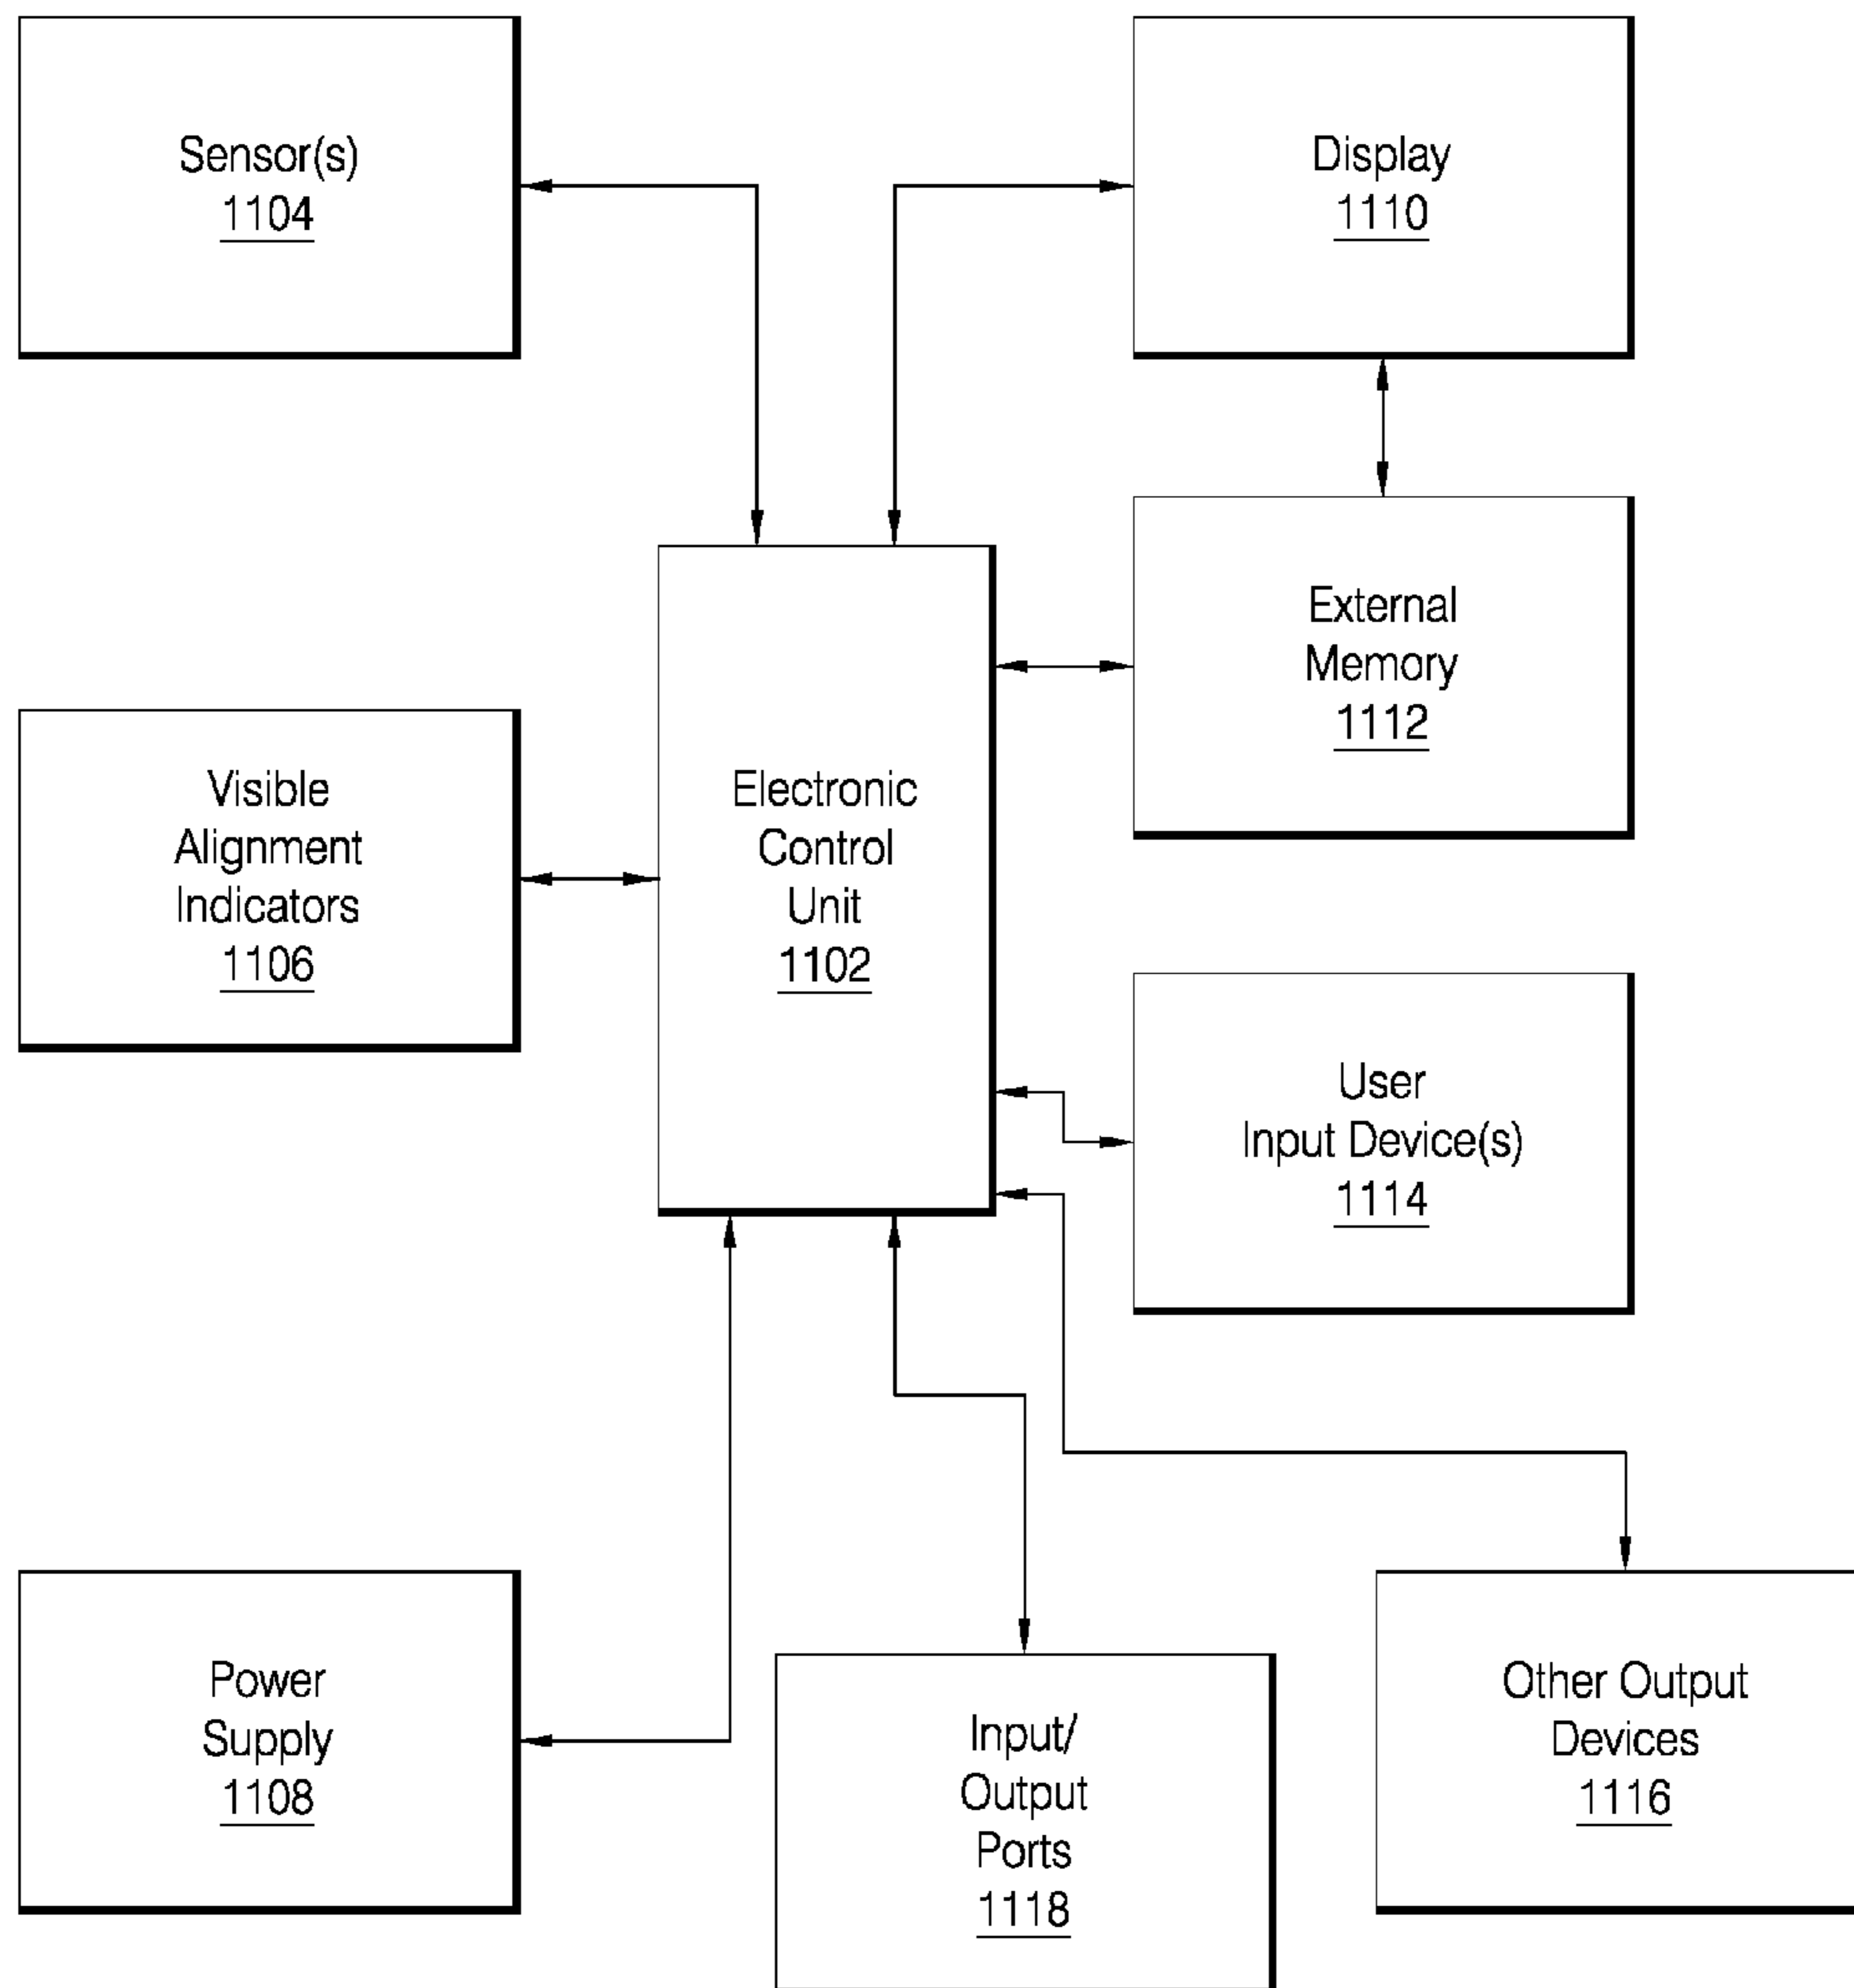 Sensor(s)
1104
Display
1110
External
Memory
1112
Visible
Alignment
Indicators
1106
Electronic
Control
Unit
1102
User
Input Device(s)
1114
Power
Supply
1108
Input/
Output
Ports
1118
Other Output
Devices
1116